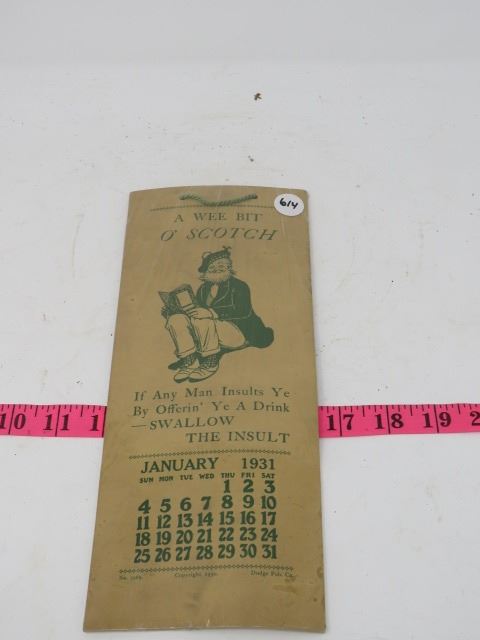 A WEE BIT
O' SCOTCH
614
If Any Man Insults Ye
By Offerin' Ye A Drink
—SWALLOW
THE INSULT
JANUARY 1931
SUN MON TUE WED THU FRI SAT
1 2 3
4 5 6 7 8 9 10
11 12 13 14 15 16 17
18 19 20 21 22 23 24
25 26 27 28 29 30 31
No. Copyright 1930. Dodge Pub. Co.
10 11 17 18 19 2